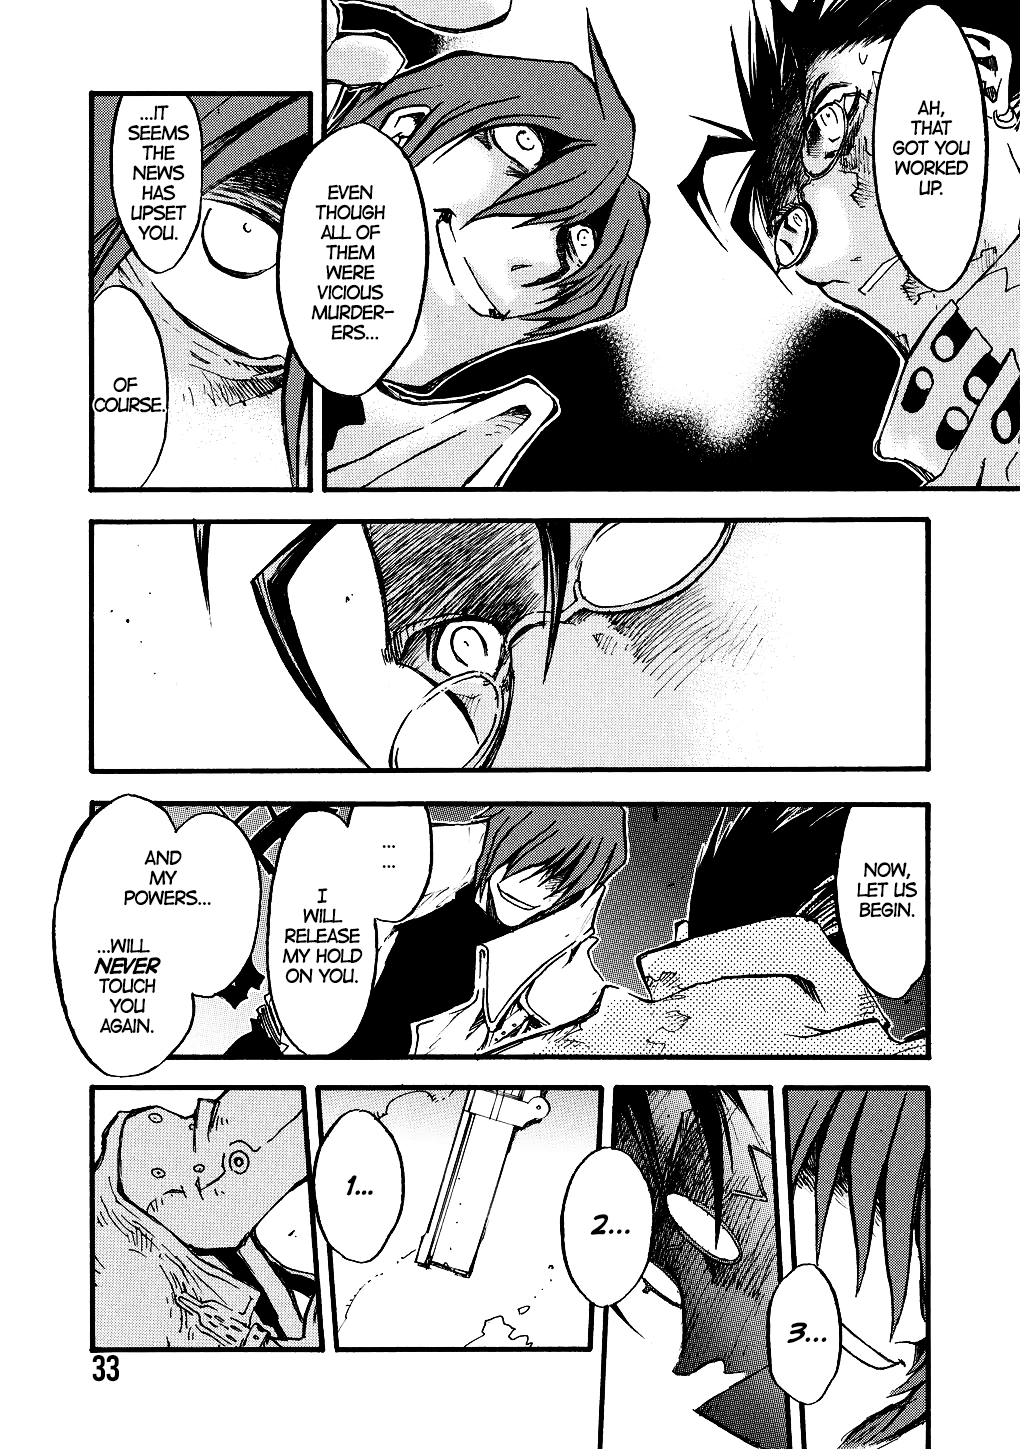 AH,
THAT
GOT YOU
WORKED
UP.
EVEN
THOUGH
ALL OF
THEM
WERE
VICIOUS
MURDER-
ERS...
...IT
SEEMS
THE
NEWS
HAS
UPSET
YOU.
OF
COURSE.
NOW,
LET US
BEGIN.
...
...
I
WILL
RELEASE
MY HOLD
ON YOU.
AND
MY
POWERS...
...WILL
NEVER
TOUCH
YOU
AGAIN.
1...
2...
3...
33